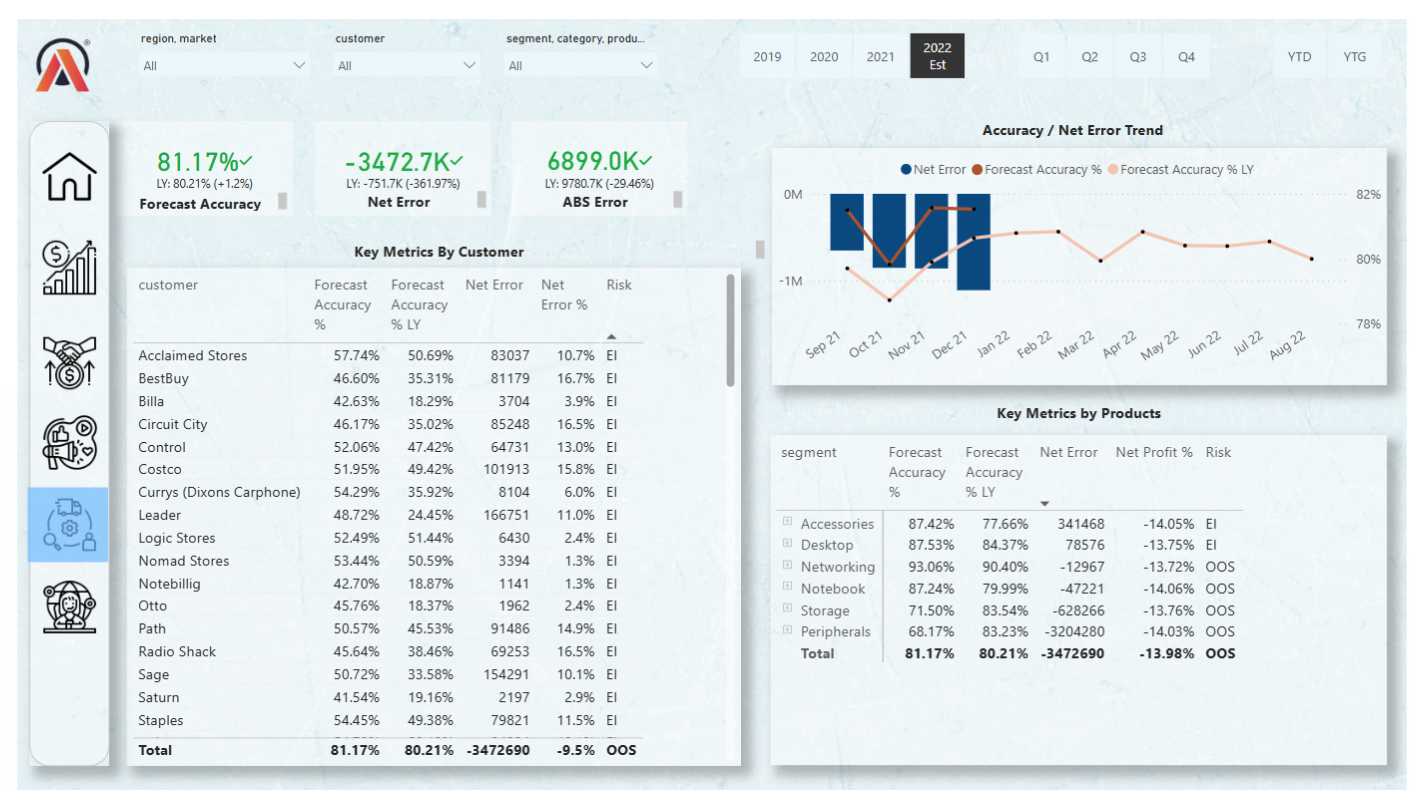 region, market
customer
segment, category, produ...
All
All
All
2019
2020
2021
2022
Est
Q1
Q2
Q3
Q4
YTD
YTG
81.17%
LY: 80.21% (+1.2%)
Forecast Accuracy
-3472.7K
LY: -751.7K (-361.97%)
Net Error
6899.0K
LY: 9780.7K (-29.46%)
ABS Error
Key Metrics By Customer
customer Forecast Accuracy % Forecast Accuracy % LY Net Error Net Error % Risk
Acclaimed Stores 57.74% 50.69% 83037 10.7% EI
BestBuy 46.60% 35.31% 81179 16.7% EI
Billa 42.63% 18.29% 3704 3.9% EI
Circuit City 46.17% 35.02% 85248 16.5% EI
Control 52.06% 47.42% 64731 13.0% EI
Costco 51.95% 49.42% 101913 15.8% EI
Currys (Dixons Carphone) 54.29% 35.92% 8104 6.0% EI
Leader 48.72% 24.45% 166751 11.0% EI
Logic Stores 52.49% 51.44% 6430 2.4% EI
Nomad Stores 53.44% 50.59% 3394 1.3% EI
Notebillig 42.70% 18.87% 1141 1.3% EI
Otto 45.76% 18.37% 1962 2.4% EI
Path 50.57% 45.53% 91486 14.9% EI
Radio Shack 45.64% 38.46% 69253 16.5% EI
Sage 50.72% 33.58% 154291 10.1% EI
Saturn 41.54% 19.16% 2197 2.9% EI
Staples 54.45% 49.38% 79821 11.5% EI
Total 81.17% 80.21% -3472690 -9.5% OOS
Accuracy / Net Error Trend
Net Error Forecast Accuracy % Forecast Accuracy % LY
0M
-1M
82%
80%
78%
Sep 21
Oct 21
Nov 21
Dec 21
Jan 22
Feb 22
Mar 22
Apr 22
May 22
Jun 22
Jul 22
Aug 22
Key Metrics by Products
segment Forecast Accuracy % Forecast Accuracy % LY Net Error Net Profit % Risk
Accessories 87.42% 77.66% 341468 -14.05% EI
Desktop 87.53% 84.37% 78576 -13.75% EI
Networking 93.06% 90.40% -12967 -13.72% OOS
Notebook 87.24% 79.99% -47221 -14.06% OOS
Storage 71.50% 83.54% -628266 -13.76% OOS
Peripherals 68.17% 83.23% -3204280 -14.03% OOS
Total 81.17% 80.21% -3472690 -13.98% OOS